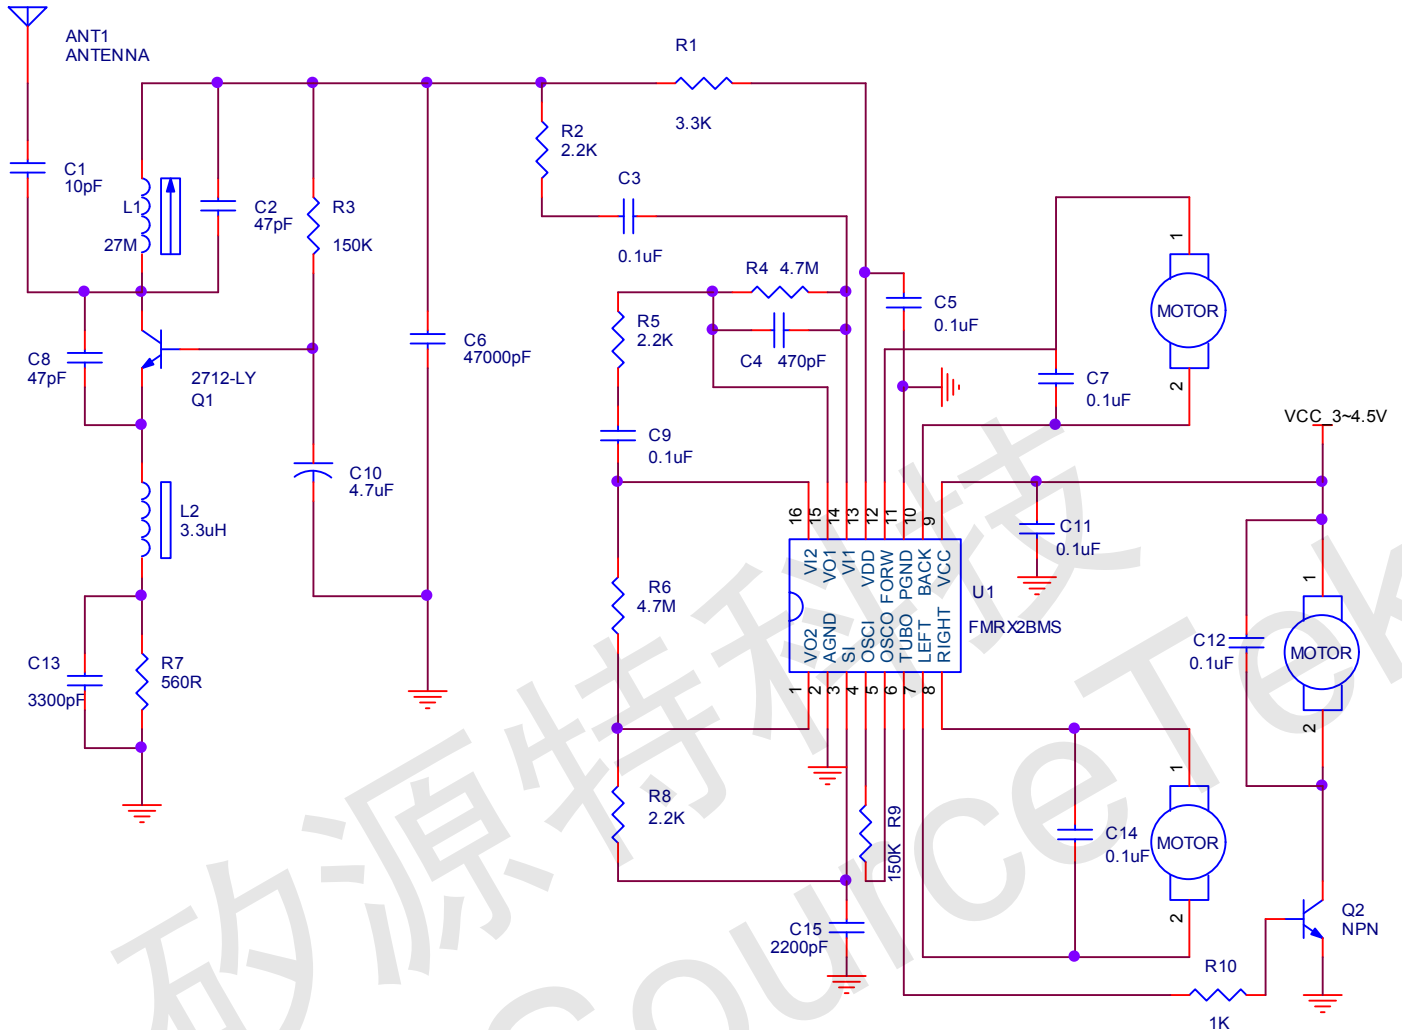 ANT1
ANTENNA
R1
3.3K
R2
2.2K
C1
10pF
L1
27M
C2
47pF
R3
150K
C3
0.1uF
R4 4.7M
C5
0.1uF
1
MOTOR
2
R5
2.2K
C4 470pF
C6
47000pF
C8
47pF
2712-LY
Q1
C7
0.1uF
VCC_3~4.5V
C9
0.1uF
C10
4.7uF
L2
3.3uH
16
15
14
13
12
11
10
9
C11
0.1uF
VI2
VO1
VI1
VDD
FORW
PGND
BACK
VCC
U1
FMRX2BMS
VO2
AGND
SI
OSCI
OSCO
TUBO
LEFT
RIGHT
1
2
3
4
5
6
7
8
R6
4.7M
1
MOTOR
2
C12
0.1uF
C13
3300pF
R7
560R
R8
2.2K
R9
150K
1
MOTOR
2
C14
0.1uF
C15
2200pF
Q2
NPN
R10
1K
矽源特科技
SourceTek